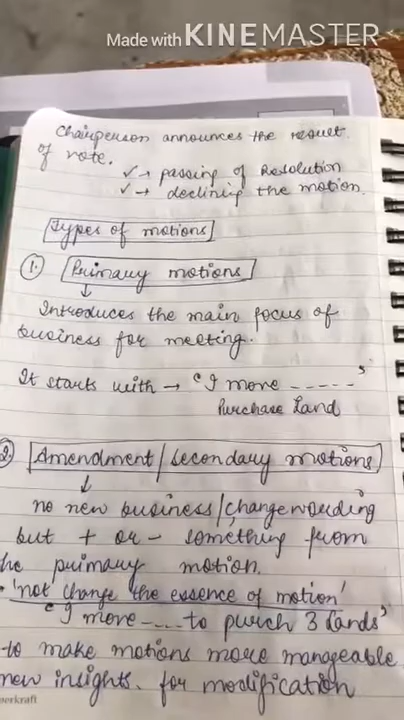 Made with KINEMASTER
Chairperson announces the result
of vote.
✓→ passing of Resolution
✓→ declining the motion.
Types of motions
1. Primary motions
↓
Introduces the main focus of
business for meeting.
It starts with → "I move -----"
Purchase Land
2. Amendment/secondary motions
↓
no new business/change wording
but + or - something from
he primary motion.
'not' change the essence of motion'
"I move ---- to purch 3 lands"
to make motions more manageable
new insights. for modification
perkraft